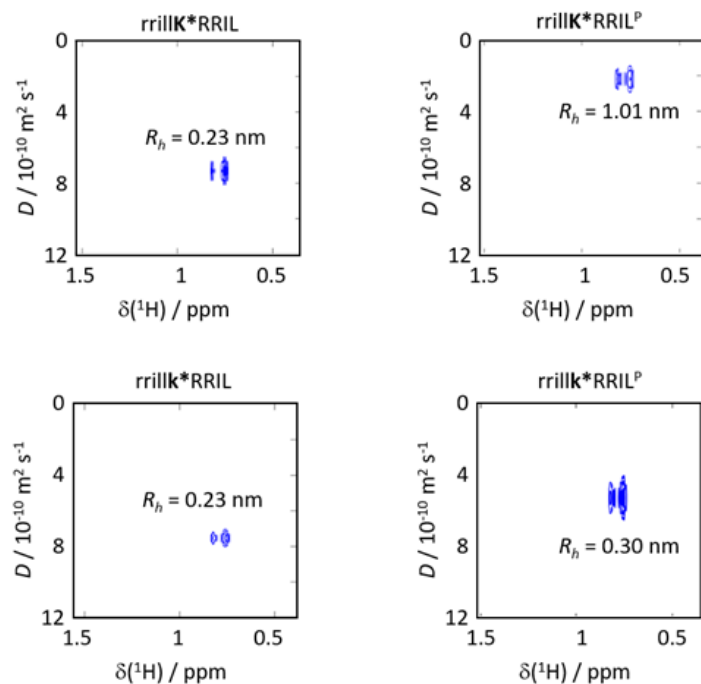 rrillK*RRIL
0
4
8
12
D / 10⁻¹⁰ m² s⁻¹
Rₕ = 0.23 nm
1.5 1 0.5
δ(¹H) / ppm
rrillK*RRILᴾ
0
4
8
12
D / 10⁻¹⁰ m² s⁻¹
Rₕ = 1.01 nm
1.5 1 0.5
δ(¹H) / ppm
rrillk*RRIL
0
4
8
12
D / 10⁻¹⁰ m² s⁻¹
Rₕ = 0.23 nm
1.5 1 0.5
δ(¹H) / ppm
rrillk*RRILᴾ
0
4
8
12
D / 10⁻¹⁰ m² s⁻¹
Rₕ = 0.30 nm
1.5 1 0.5
δ(¹H) / ppm